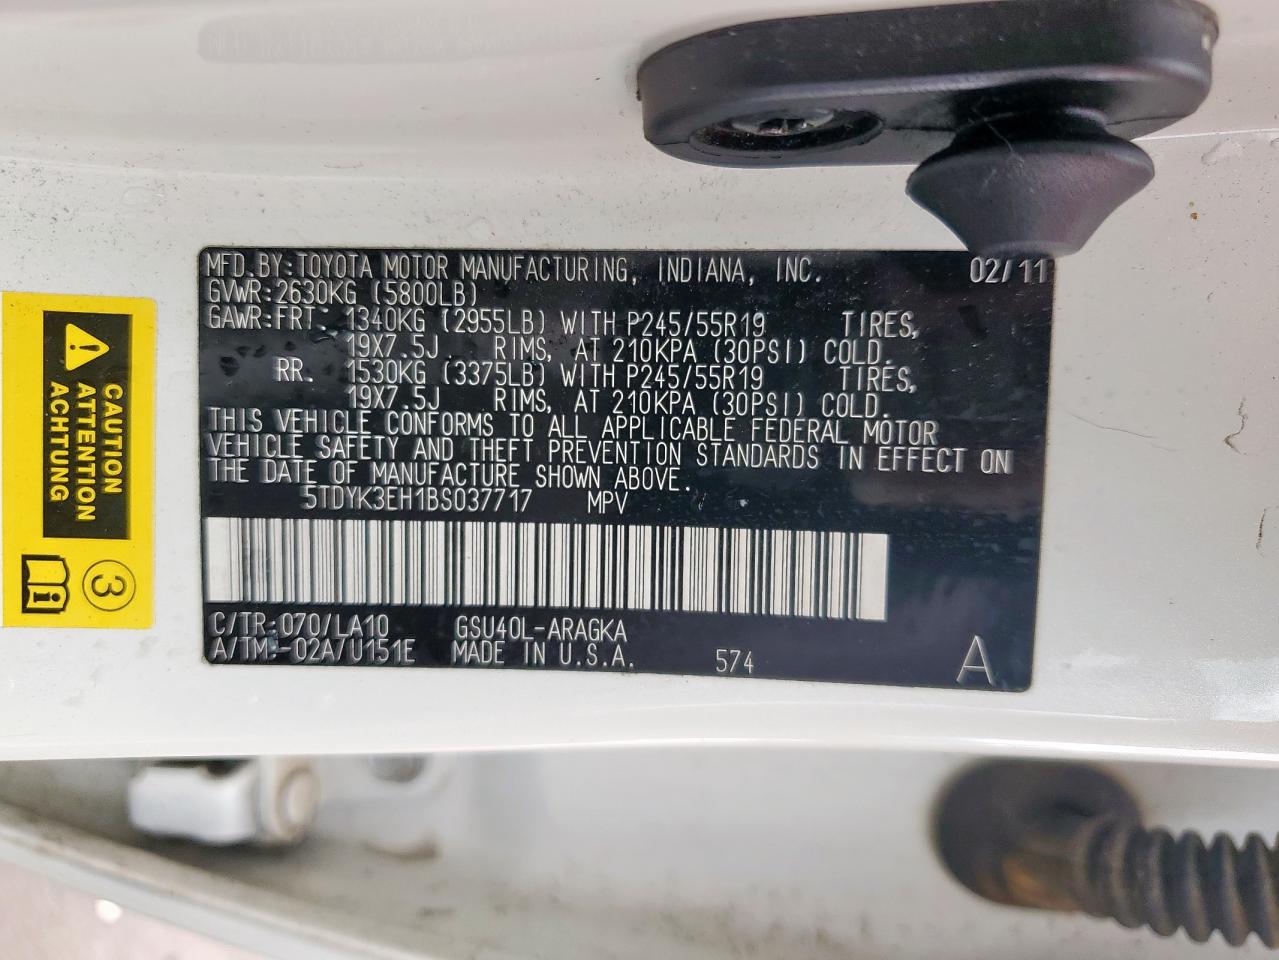 MFD.BY:TOYOTA MOTOR MANUFACTURING, INDIANA, INC. 02/11
GVWR:2630KG (5800LB)
GAWR:FRT: 1340KG (2955LB) WITH P245/55R19 TIRES,
19X7.5J RIMS, AT 210KPA (30PSI) COLD.
RR. 1530KG (3375LB) WITH P245/55R19 TIRES,
19X7.5J RIMS, AT 210KPA (30PSI) COLD.
THIS VEHICLE CONFORMS TO ALL APPLICABLE FEDERAL MOTOR
VEHICLE SAFETY AND THEFT PREVENTION STANDARDS IN EFFECT ON
THE DATE OF MANUFACTURE SHOWN ABOVE.
5TDYK3EH1BS037717 MPV
C/TR:070/LA10 GSU40L-ARAGKA
A/TM:-02A/U151E MADE IN U.S.A. 574 A
CAUTION
ATTENTION
ACHTUNG
3